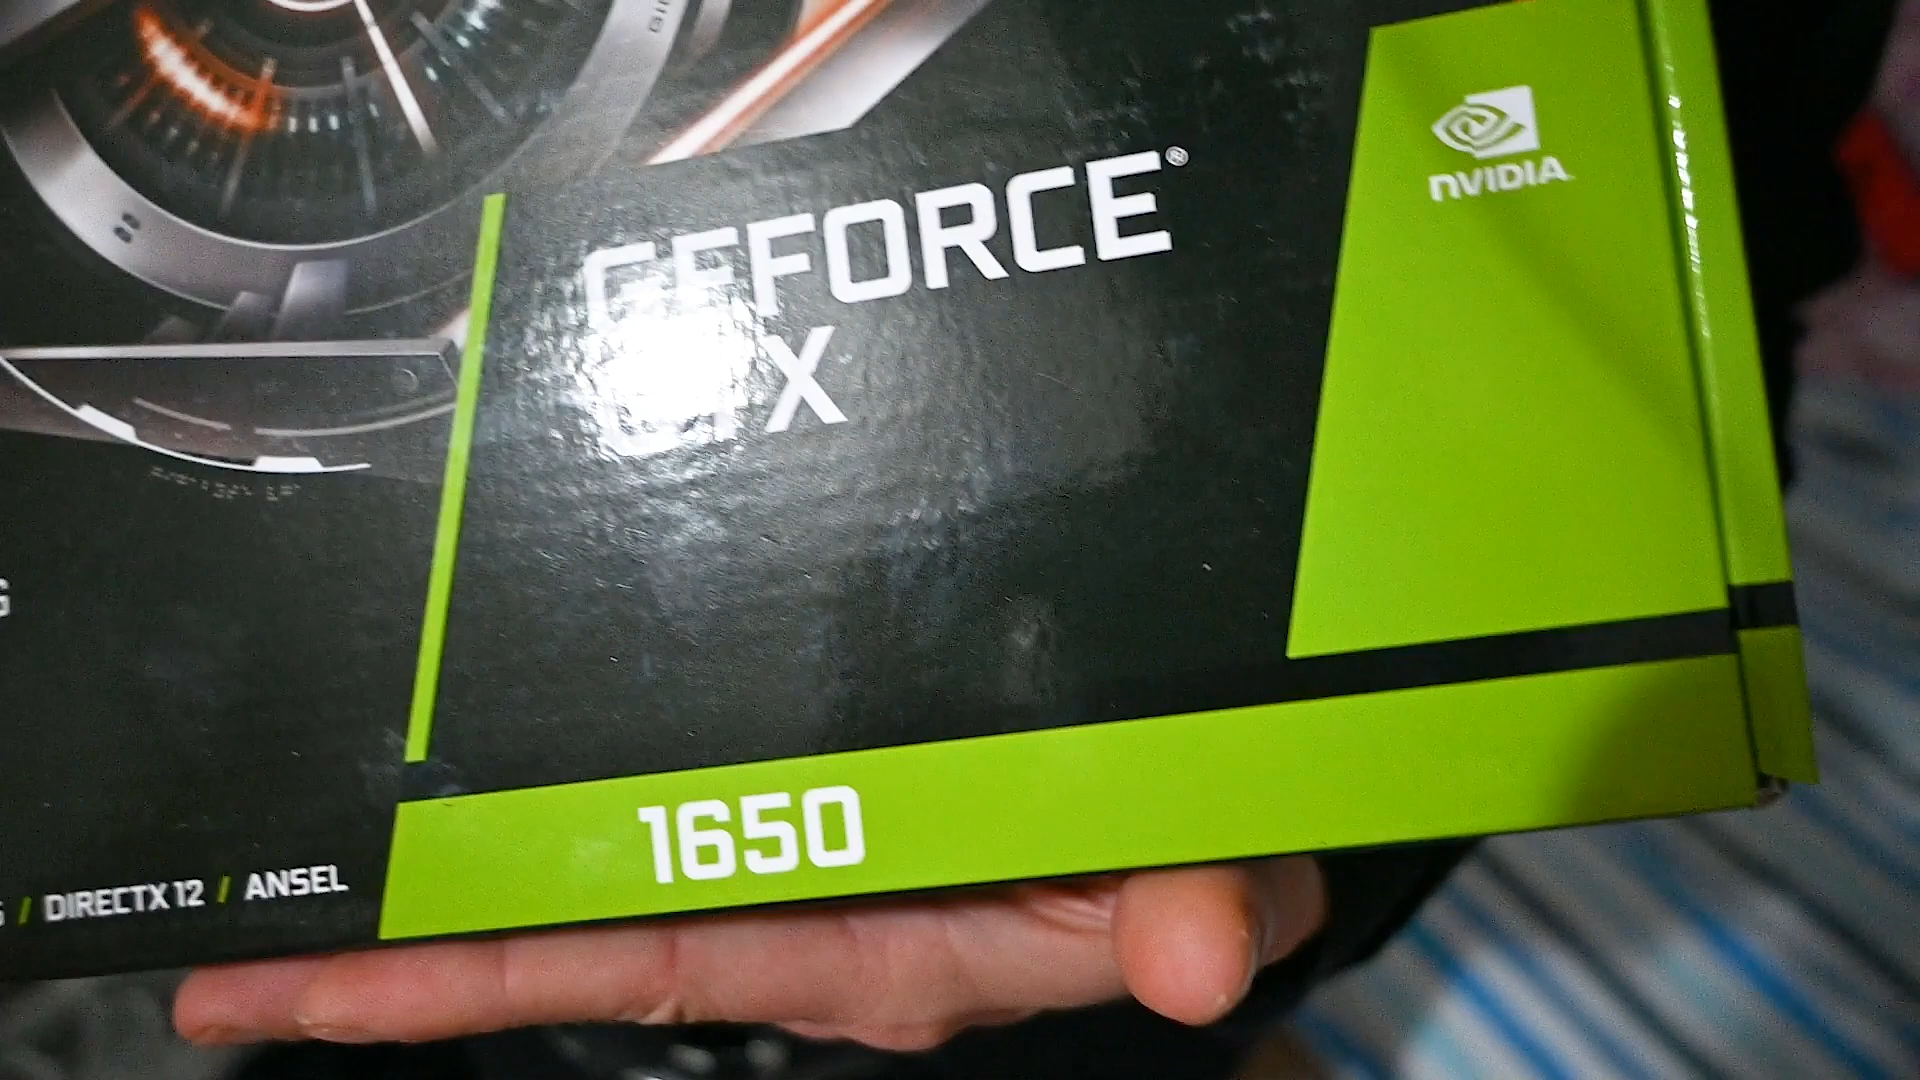 NVIDIA
GEFORCE®
GTX
1650
/ DIRECTX 12 / ANSEL